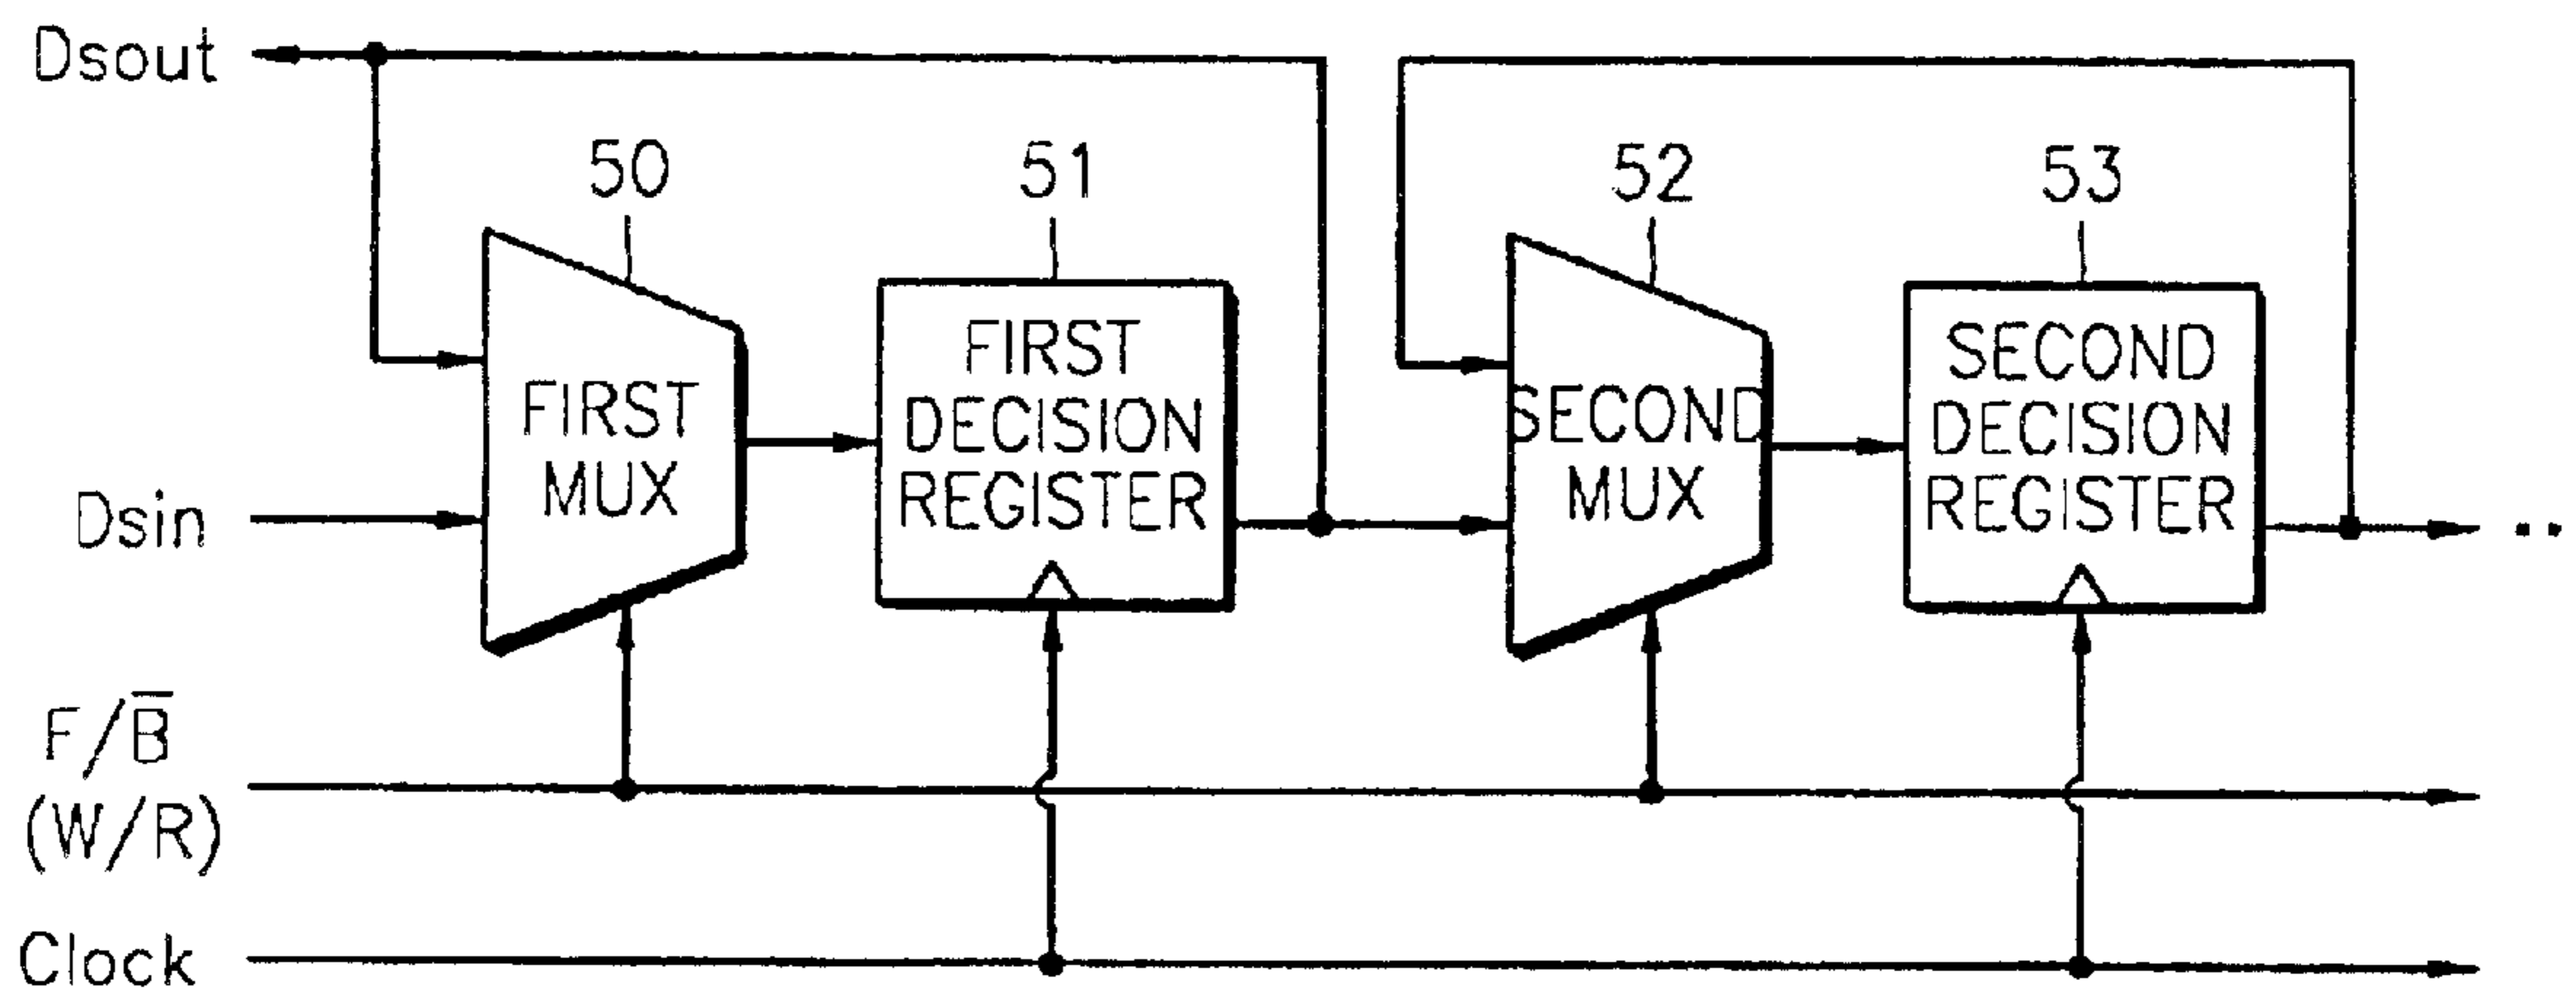 Dsout
50
51
52
53
FIRST
MUX
FIRST
DECISION
REGISTER
SECOND
MUX
SECOND
DECISION
REGISTER
Dsin
..
F/B̅
(W/R)
Clock